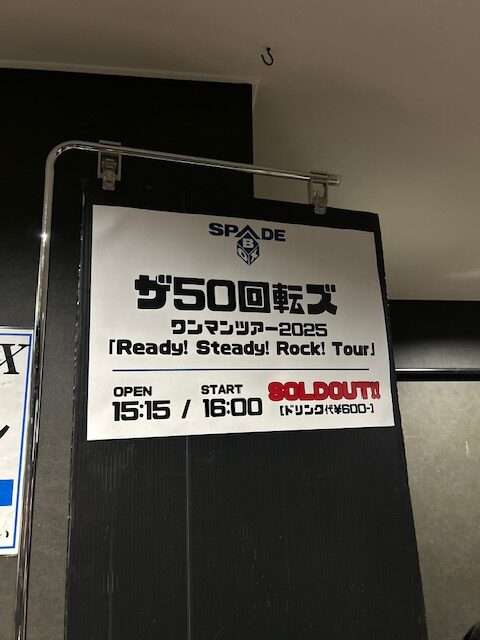 SPADE
BOX
ザ50回転ズ
ワンマンツアー2025
「Ready! Steady! Rock! Tour」
OPEN START SOLDOUT!!
15:15 / 16:00 [ドリンク代¥600-]
X
い